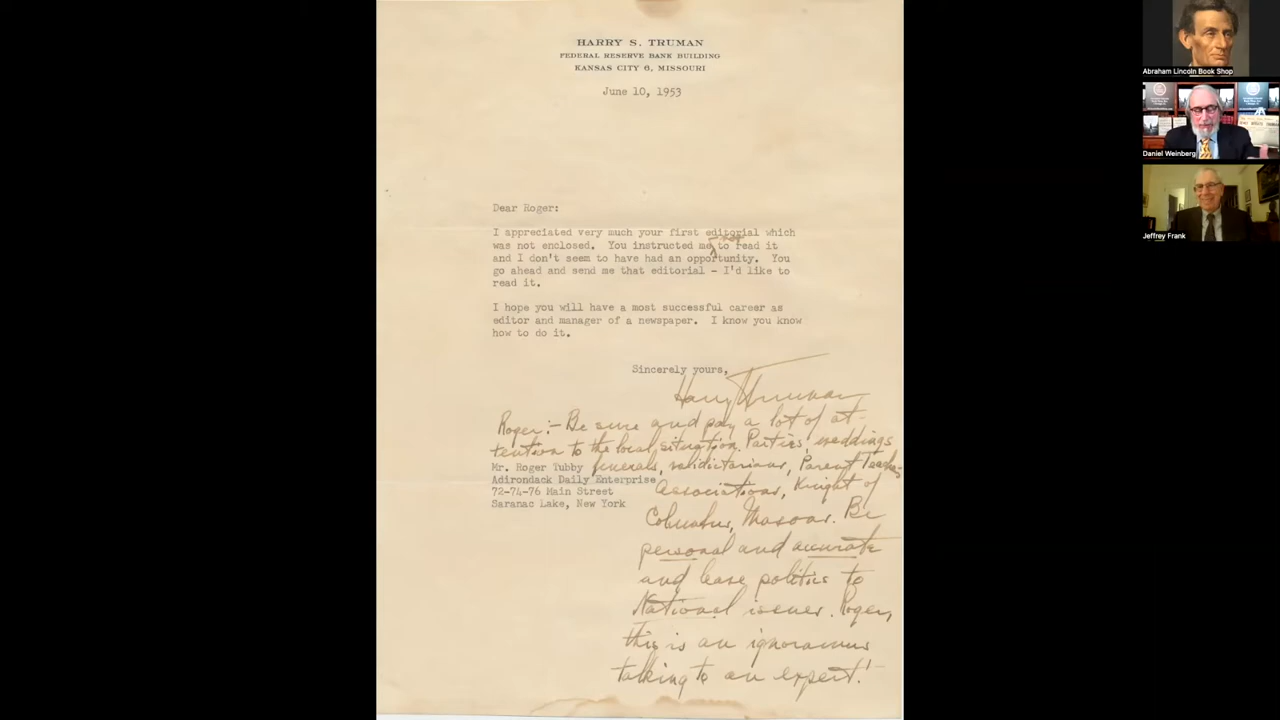 HARRY S. TRUMAN
FEDERAL RESERVE BANK BUILDING
KANSAS CITY 6, MISSOURI
June 10, 1953
Dear Roger:
I appreciated very much your first editorial which
was not enclosed. You instructed me to read it
and I don't seem to have had an opportunity. You
go ahead and send me that editorial - I'd like to
read it.
I hope you will have a most successful career as
editor and manager of a newspaper. I know you know
how to do it.
Sincerely yours,
Harry Truman
Roger:- Be sure and pay a lot of at-
tention to the local situation. Parties, weddings
funerals, validictorians, Parent Teachers
Associations, Knight of
Columbus, Masons. Be
personal and accurate
and leave politics to
National issues. Roger,
this is an ignoramus
talking to an expert!
Mr. Roger Tubby
Adirondack Daily Enterprise
72-74-76 Main Street
Saranac Lake, New York
Abraham Lincoln Book Shop
Daniel Weinberg
Jeffrey Frank